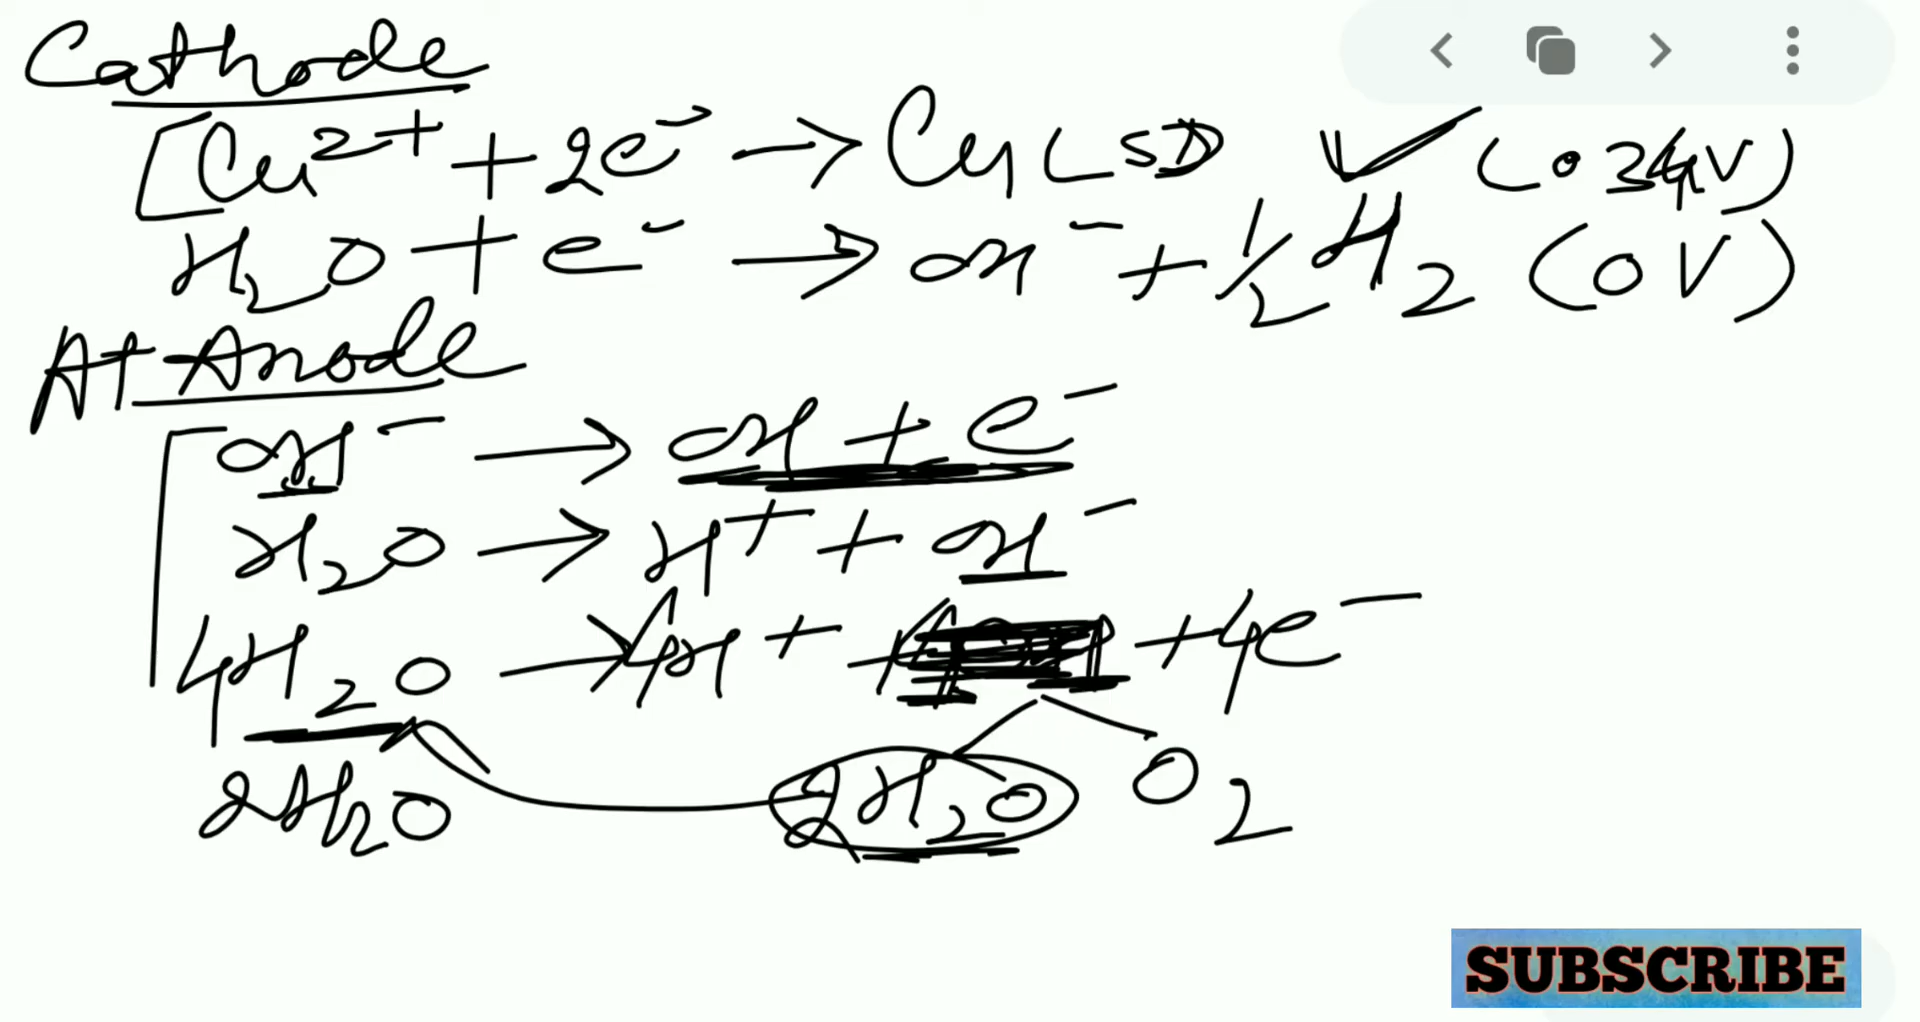 Cathode
Cu²⁺ + 2e⁻ → Cu(s) ✓ (0.34V)
H₂O + e⁻ → OH⁻ + ½H₂ (0V)
At Anode
OH⁻ → OH + e⁻
H₂O → H⁺ + OH⁻
4H₂O → 4H⁺ + + 4e⁻
2H₂O 2H₂O O₂
SUBSCRIBE